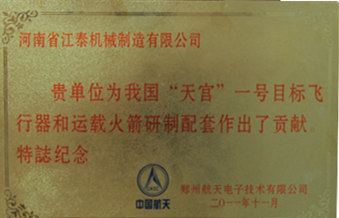 河南省江泰机械制造有限公司
贵单位为我国“天宫”一号目标飞
行器和运载火箭研制配套作出了贡献。
特誌纪念
中国航天
郑州航天电子技术有限公司
二〇一一年十一月